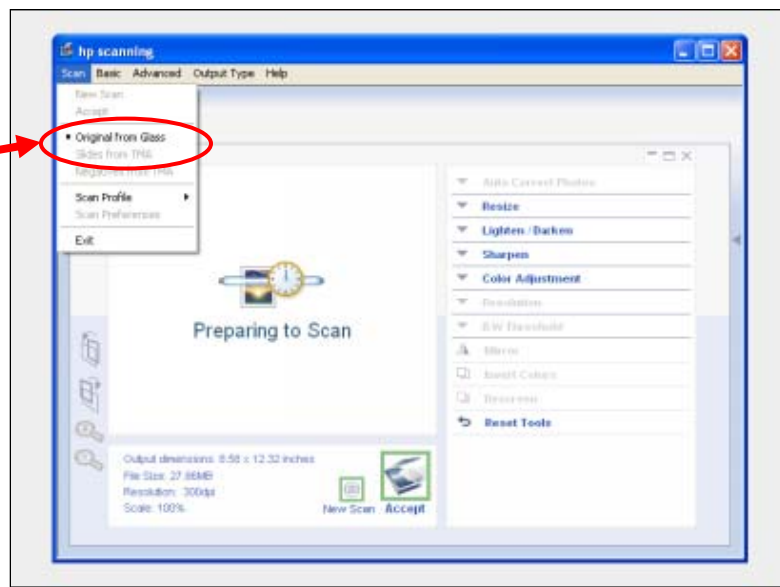 hp scanning
Scan Basic Advanced Output Type Help
New Scan
Accept
Original from Glass
Slides from TMA
Negatives from TMA
Scan Profile
Scan Preferences
Exit
Auto Correct Photos
Resize
Lighten / Darken
Sharpen
Color Adjustment
Resolution
B/W Threshold
Mirror
Invert Colors
Descreen
Reset Tools
Preparing to Scan
Output dimensions: 8.58 x 12.32 inches
File Size: 27.86MB
Resolution: 300dpi
Scale: 100%
New Scan Accept